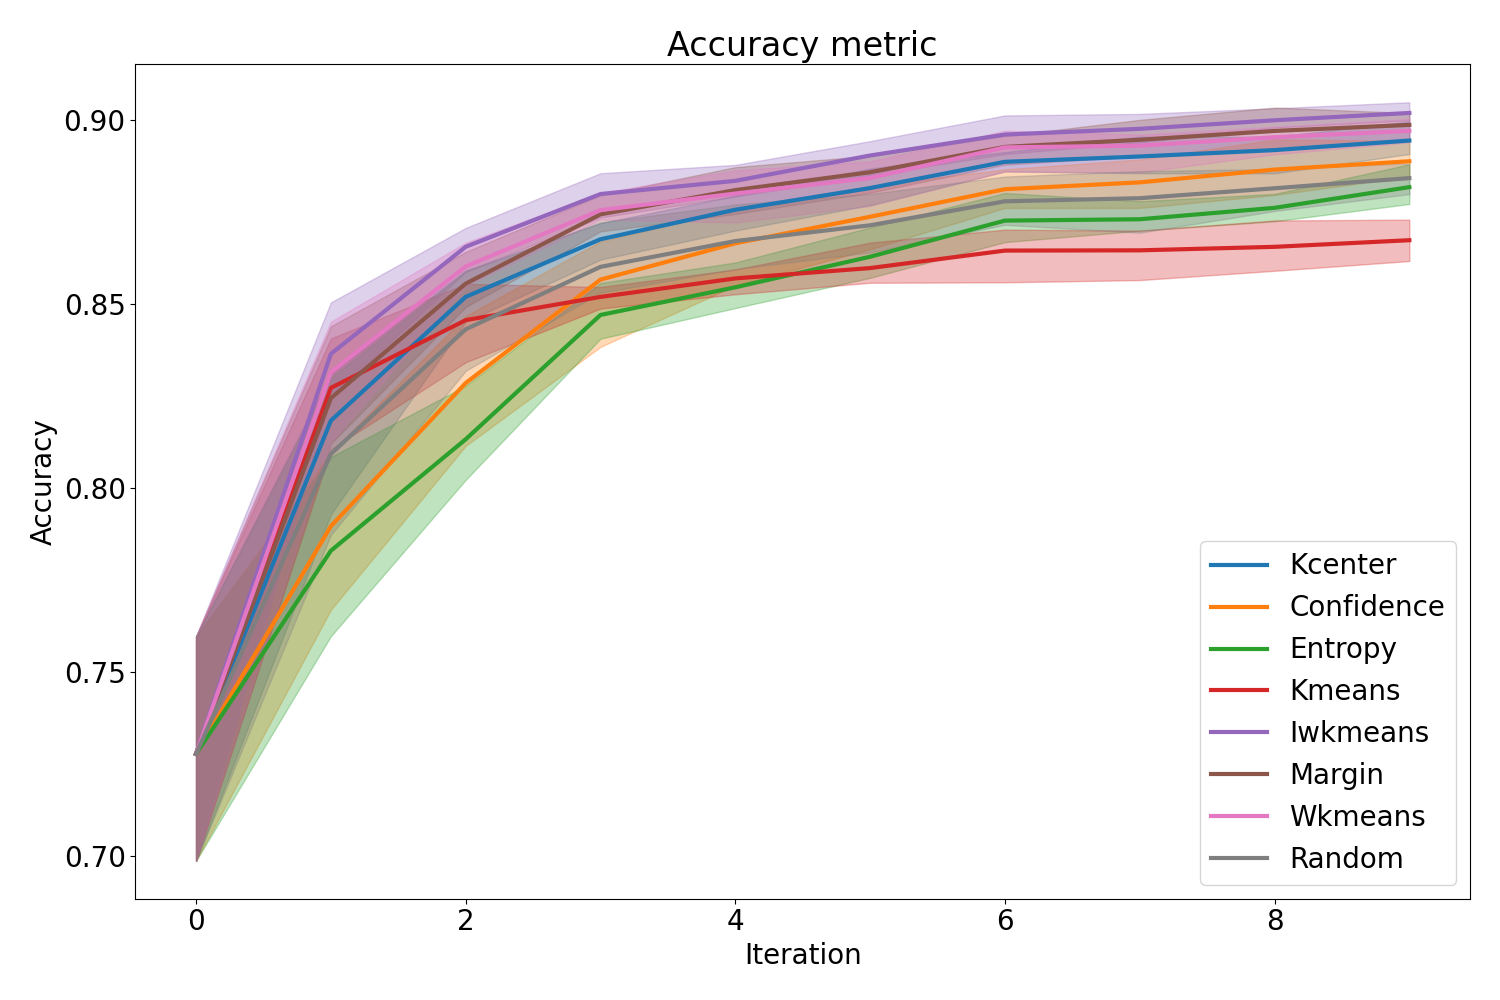 Accuracy metric
0.90
0.85
0.80
0.75
0.70
Accuracy
0
2
4
6
8
Iteration
Kcenter
Confidence
Entropy
Kmeans
Iwkmeans
Margin
Wkmeans
Random